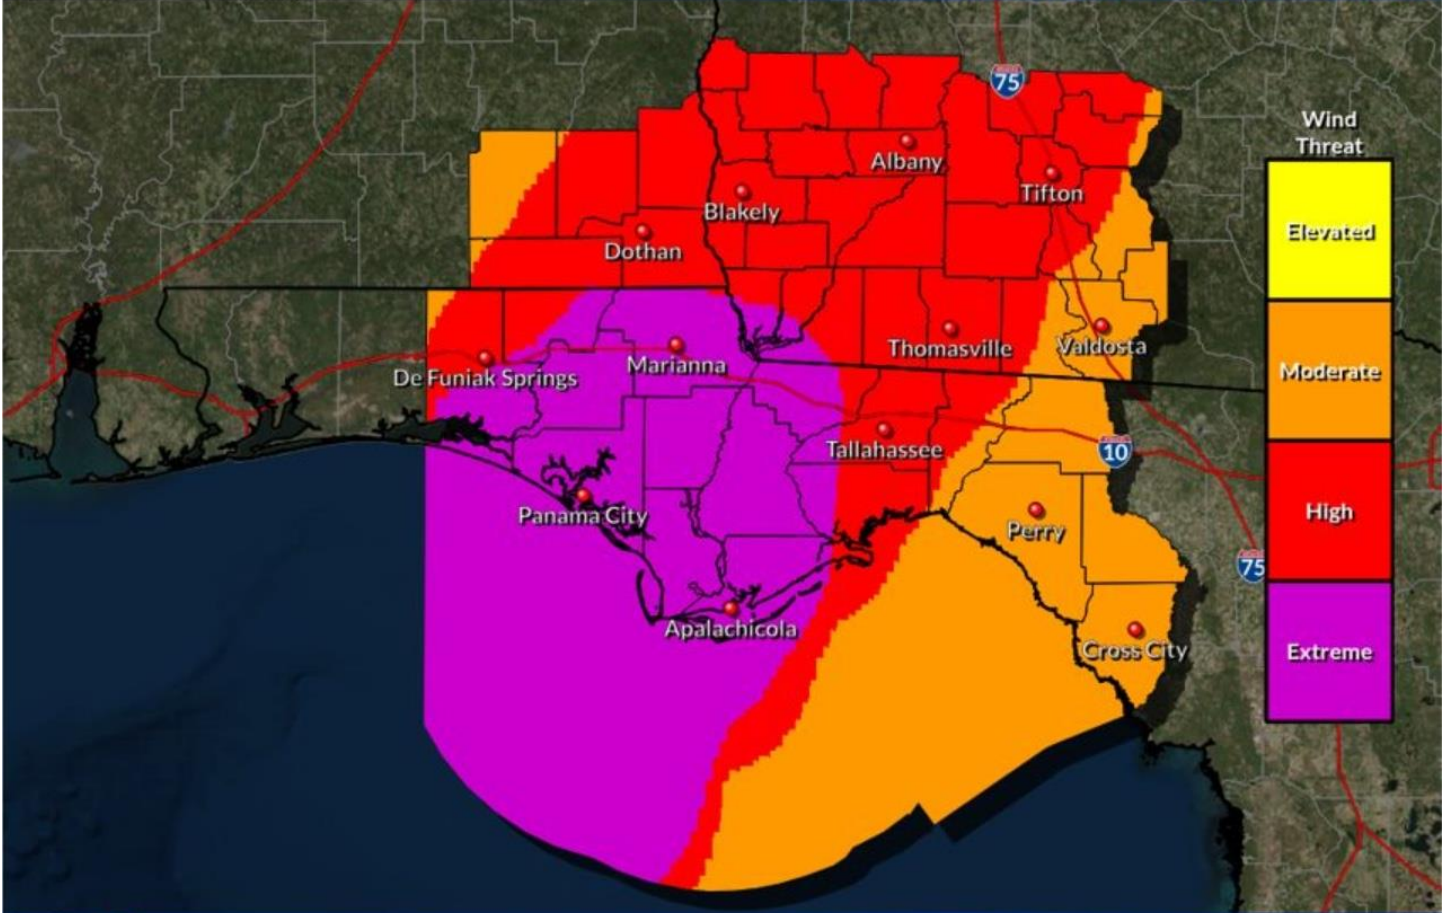 75
Wind
Threat
Albany
Tifton
Blakely
Elevated
Dothan
Thomasville
Valdosta
Marianna
De Funiak Springs
Moderate
Tallahassee
10
Panama City
High
Perry
75
Apalachicola
Cross City
Extreme